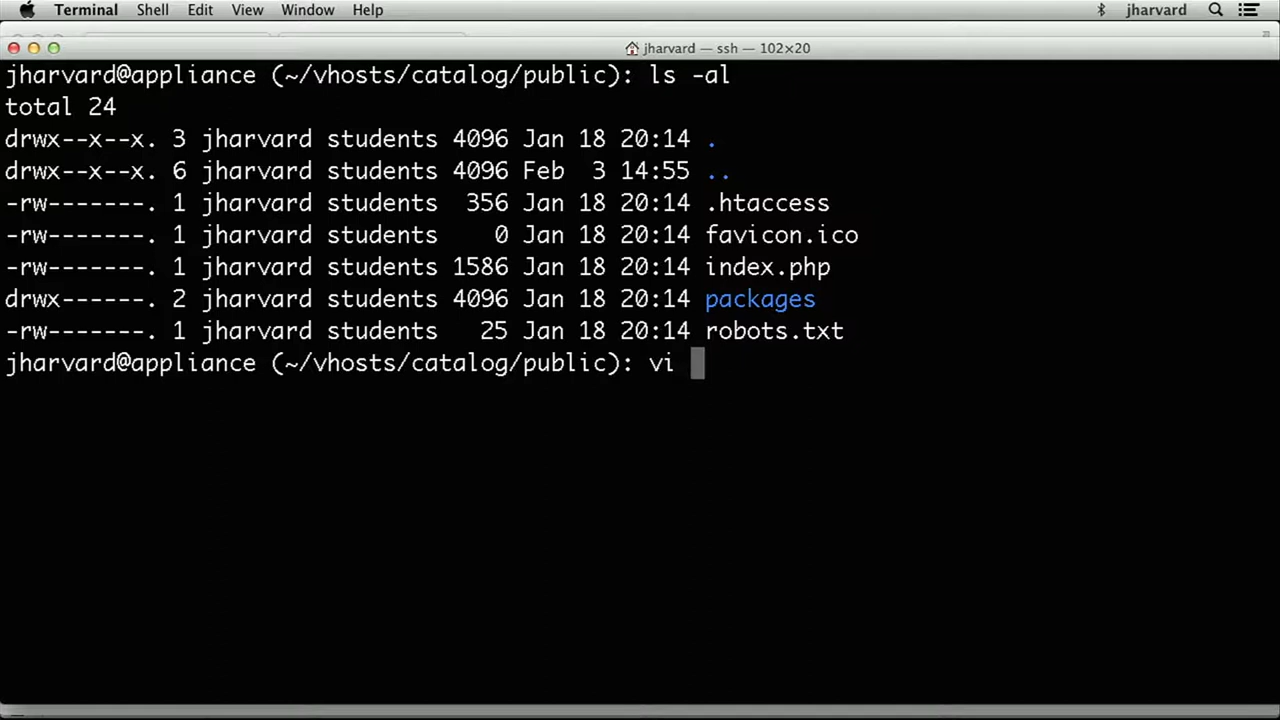 Terminal Shell Edit View Window Help jharvard
jharvard — ssh — 102×20
jharvard@appliance (~/vhosts/catalog/public): ls -al
total 24
drwx--x--x. 3 jharvard students 4096 Jan 18 20:14 .
drwx--x--x. 6 jharvard students 4096 Feb  3 14:55 ..
-rw-------. 1 jharvard students  356 Jan 18 20:14 .htaccess
-rw-------. 1 jharvard students    0 Jan 18 20:14 favicon.ico
-rw-------. 1 jharvard students 1586 Jan 18 20:14 index.php
drwx------. 2 jharvard students 4096 Jan 18 20:14 packages
-rw-------. 1 jharvard students   25 Jan 18 20:14 robots.txt
jharvard@appliance (~/vhosts/catalog/public): vi